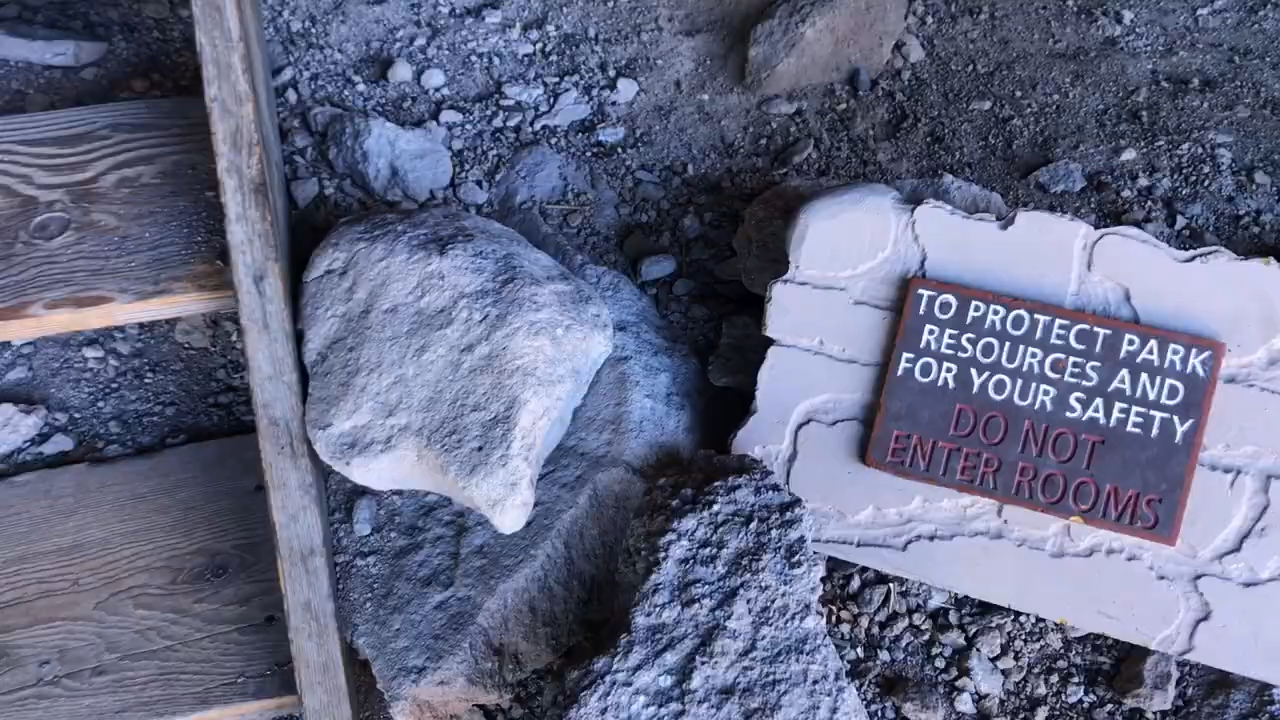 TO PROTECT PARK
RESOURCES AND
FOR YOUR SAFETY
DO NOT
ENTER ROOMS